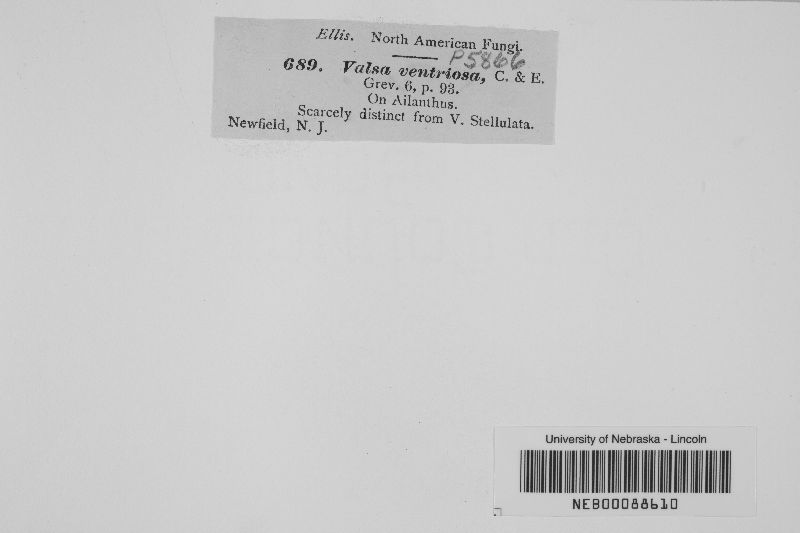 Ellis. North American Fungi.
P5866
689. Valsa ventriosa, C. & E.
Grev. 6, p. 93.
On Ailanthus.
Scarcely distinct from V. Stellulata.
Newfield, N. J.
University of Nebraska - Lincoln
NEB00088610